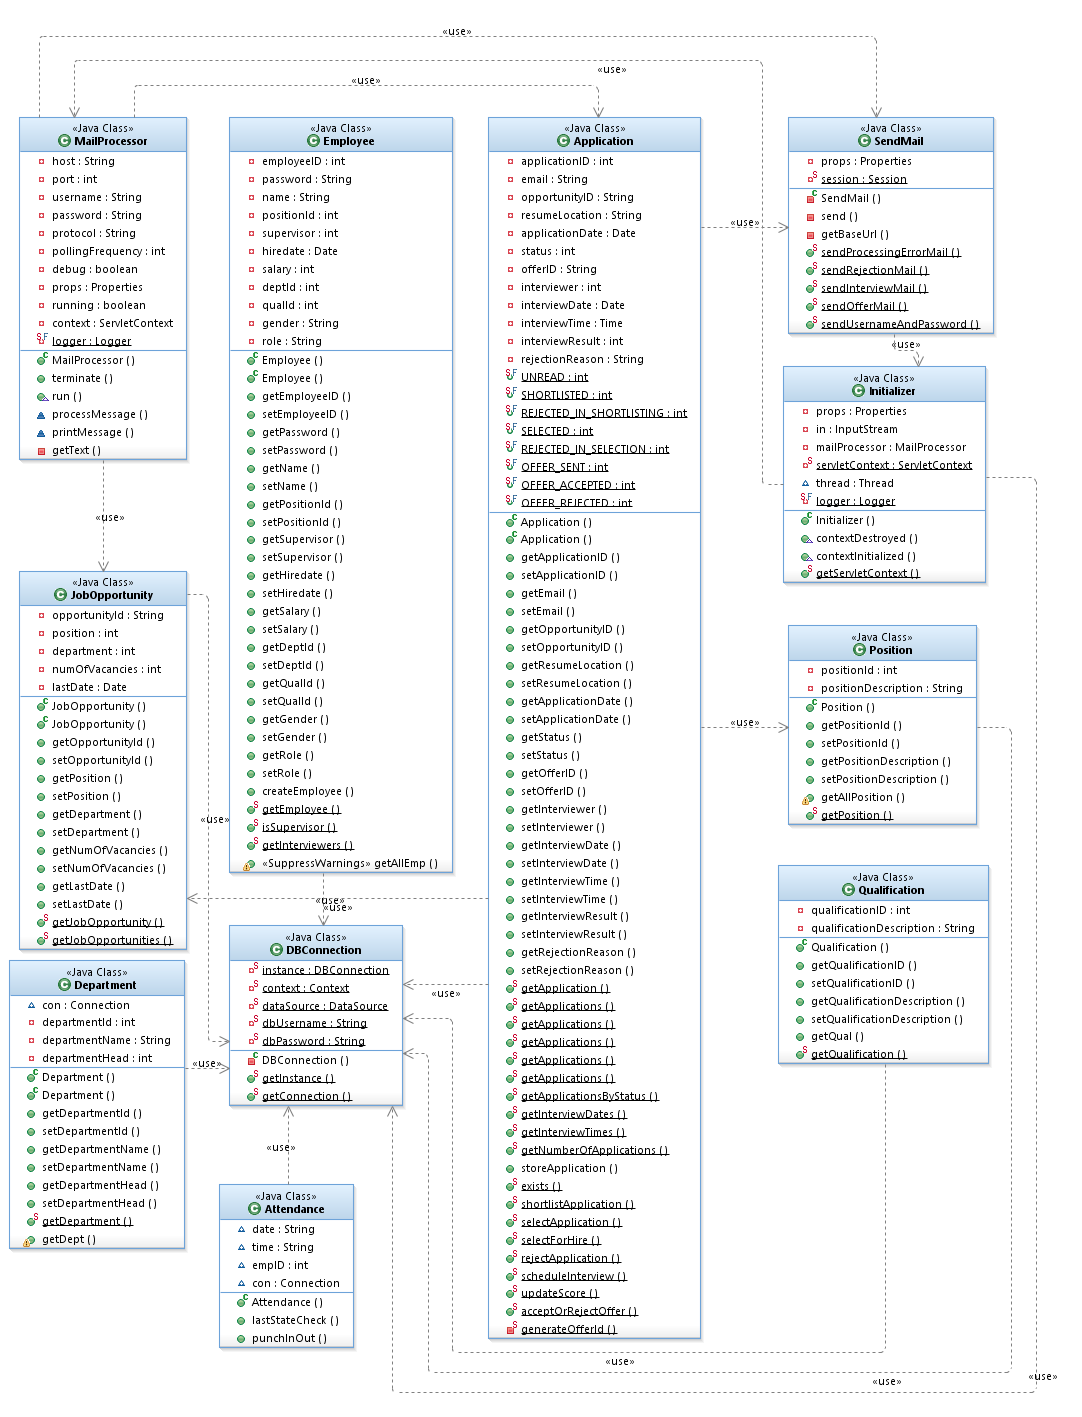 «use»
«use»
«use»
«Java Class»
MailProcessor
host : String
port : int
username : String
password : String
protocol : String
pollingFrequency : int
debug : boolean
props : Properties
running : boolean
context : ServletContext
logger : Logger
MailProcessor ( )
terminate ( )
run ( )
processMessage ( )
printMessage ( )
getText ( )
«use»
«Java Class»
Employee
employeeID : int
password : String
name : String
positionId : int
supervisor : int
hiredate : Date
salary : int
deptId : int
qualId : int
gender : String
role : String
Employee ( )
Employee ( )
getEmployeeID ( )
setEmployeeID ( )
getPassword ( )
setPassword ( )
getName ( )
setName ( )
getPositionId ( )
setPositionId ( )
getSupervisor ( )
setSupervisor ( )
getHiredate ( )
setHiredate ( )
getSalary ( )
setSalary ( )
getDeptId ( )
setDeptId ( )
getQualId ( )
setQualId ( )
getGender ( )
setGender ( )
getRole ( )
setRole ( )
createEmployee ( )
getEmployee ( )
isSupervisor ( )
getInterviewers ( )
«SuppressWarnings» getAllEmp ( )
«Java Class»
Application
applicationID : int
email : String
opportunityID : String
resumeLocation : String
applicationDate : Date
status : int
offerID : String
interviewer : int
interviewDate : Date
interviewTime : Time
interviewResult : int
rejectionReason : String
UNREAD : int
SHORTLISTED : int
REJECTED_IN_SHORTLISTING : int
SELECTED : int
REJECTED_IN_SELECTION : int
OFFER_SENT : int
OFFER_ACCEPTED : int
OFFER_REJECTED : int
Application ( )
Application ( )
getApplicationID ( )
setApplicationID ( )
getEmail ( )
setEmail ( )
getOpportunityID ( )
setOpportunityID ( )
getResumeLocation ( )
setResumeLocation ( )
getApplicationDate ( )
setApplicationDate ( )
getStatus ( )
setStatus ( )
getOfferID ( )
setOfferID ( )
getInterviewer ( )
setInterviewer ( )
getInterviewDate ( )
setInterviewDate ( )
getInterviewTime ( )
setInterviewTime ( )
getInterviewResult ( )
setInterviewResult ( )
getRejectionReason ( )
setRejectionReason ( )
getApplication ( )
getApplications ( )
getApplications ( )
getApplications ( )
getApplications ( )
getApplications ( )
getApplicationsByStatus ( )
getInterviewDates ( )
getInterviewTimes ( )
getNumberOfApplications ( )
storeApplication ( )
exists ( )
shortlistApplication ( )
selectApplication ( )
selectForHire ( )
rejectApplication ( )
scheduleInterview ( )
updateScore ( )
acceptOrRejectOffer ( )
generateOfferId ( )
«use»
«Java Class»
SendMail
props : Properties
session : Session
SendMail ( )
send ( )
getBaseUrl ( )
sendProcessingErrorMail ( )
sendRejectionMail ( )
sendInterviewMail ( )
sendOfferMail ( )
sendUsernameAndPassword ( )
«use»
«Java Class»
Initializer
props : Properties
in : InputStream
mailProcessor : MailProcessor
servletContext : ServletContext
thread : Thread
logger : Logger
Initializer ( )
contextDestroyed ( )
contextInitialized ( )
getServletContext ( )
«Java Class»
JobOpportunity
opportunityId : String
position : int
department : int
numOfVacancies : int
lastDate : Date
JobOpportunity ( )
JobOpportunity ( )
getOpportunityId ( )
setOpportunityId ( )
getPosition ( )
setPosition ( )
getDepartment ( )
setDepartment ( )
getNumOfVacancies ( )
setNumOfVacancies ( )
getLastDate ( )
setLastDate ( )
getJobOpportunity ( )
getJobOpportunities ( )
«use»
«use»
«Java Class»
Position
positionId : int
positionDescription : String
Position ( )
getPositionId ( )
setPositionId ( )
getPositionDescription ( )
setPositionDescription ( )
getAllPosition ( )
getPosition ( )
«Java Class»
Qualification
qualificationID : int
qualificationDescription : String
Qualification ( )
getQualificationID ( )
setQualificationID ( )
getQualificationDescription ( )
setQualificationDescription ( )
getQual ( )
getQualification ( )
«use»
«use»
«Java Class»
DBConnection
instance : DBConnection
context : Context
dataSource : DataSource
dbUsername : String
dbPassword : String
DBConnection ( )
getInstance ( )
getConnection ( )
«use»
«Java Class»
Department
con : Connection
departmentId : int
departmentName : String
departmentHead : int
Department ( )
Department ( )
getDepartmentId ( )
setDepartmentId ( )
getDepartmentName ( )
setDepartmentName ( )
getDepartmentHead ( )
setDepartmentHead ( )
getDepartment ( )
getDept ( )
«use»
«use»
«Java Class»
Attendance
date : String
time : String
empID : int
con : Connection
Attendance ( )
lastStateCheck ( )
punchInOut ( )
«use»
«use»
«use»